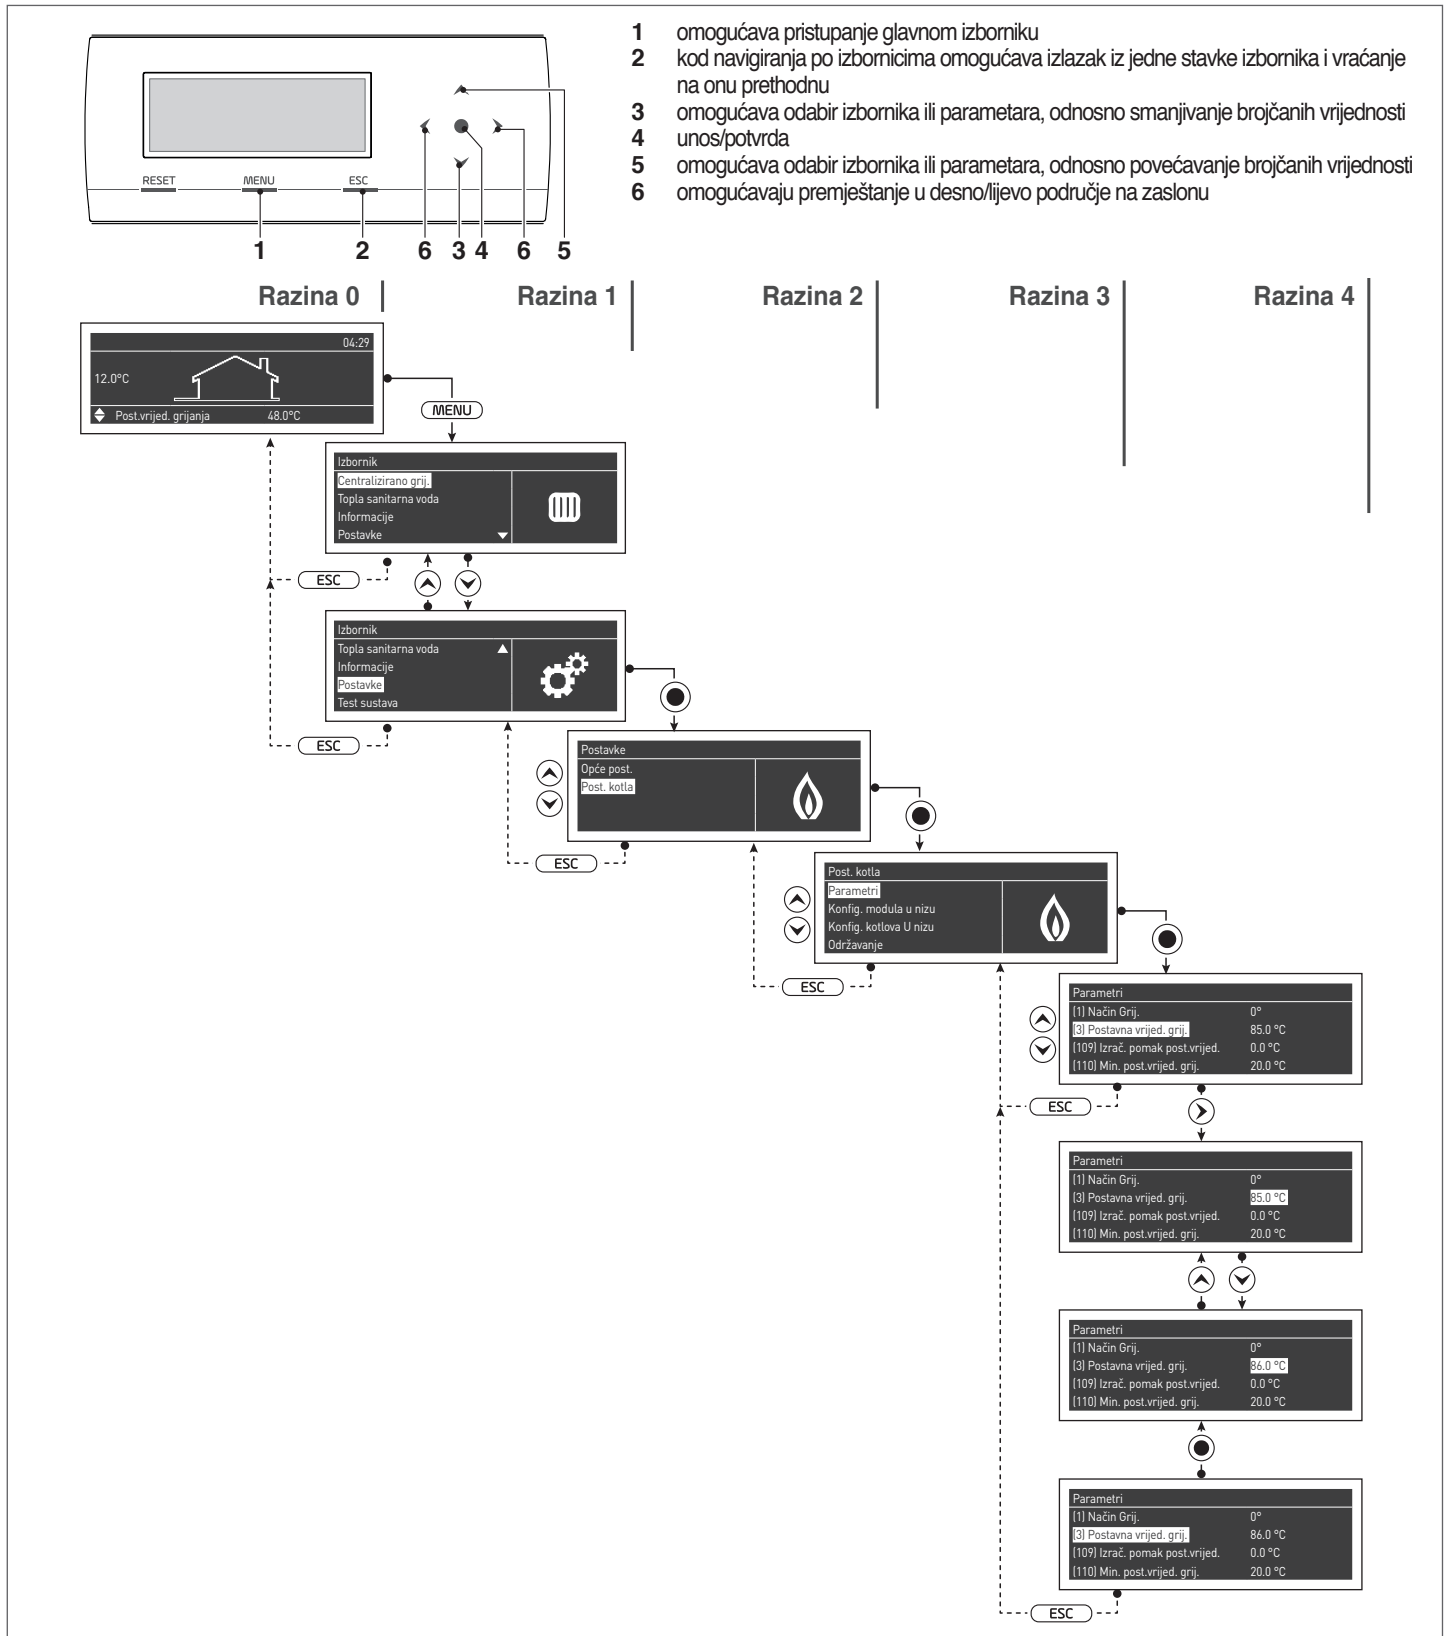 1 omogućava pristupanje glavnom izborniku
2 kod navigiranja po izbornicima omogućava izlazak iz jedne stavke izbornika i vraćanje
na onu prethodnu
3 omogućava odabir izbornika ili parametara, odnosno smanjivanje brojčanih vrijednosti
4 unos/potvrda
5 omogućava odabir izbornika ili parametara, odnosno povećavanje brojčanih vrijednosti
6 omogućavaju premještanje u desno/lijevo područje na zaslonu
RESET MENU ESC
1 2 6 3 4 6 5
Razina 0 Razina 1 Razina 2 Razina 3 Razina 4
04:29
12.0°C
Post.vrijed. grijanja 48.0°C
MENU
Izbornik
Centralizirano grij.
Topla sanitarna voda
Informacije
Postavke
ESC
Izbornik
Topla sanitarna voda
Informacije
Postavke
Test sustava
ESC
Postavke
Opće post.
Post. kotla
ESC
Post. kotla
Parametri
Konfig. modula u nizu
Konfig. kotlova U nizu
Održavanje
ESC
Parametri
(1) Način Grij. 0°
(3) Postavna vrijed. grij. 85.0 °C
(109) Izrač. pomak post.vrijed. 0.0 °C
(110) Min. post.vrijed. grij. 20.0 °C
ESC
Parametri
(1) Način Grij. 0°
(3) Postavna vrijed. grij. 85.0 °C
(109) Izrač. pomak post.vrijed. 0.0 °C
(110) Min. post.vrijed. grij. 20.0 °C
Parametri
(1) Način Grij. 0°
(3) Postavna vrijed. grij. 86.0 °C
(109) Izrač. pomak post.vrijed. 0.0 °C
(110) Min. post.vrijed. grij. 20.0 °C
Parametri
(1) Način Grij. 0°
(3) Postavna vrijed. grij. 86.0 °C
(109) Izrač. pomak post.vrijed. 0.0 °C
(110) Min. post.vrijed. grij. 20.0 °C
ESC